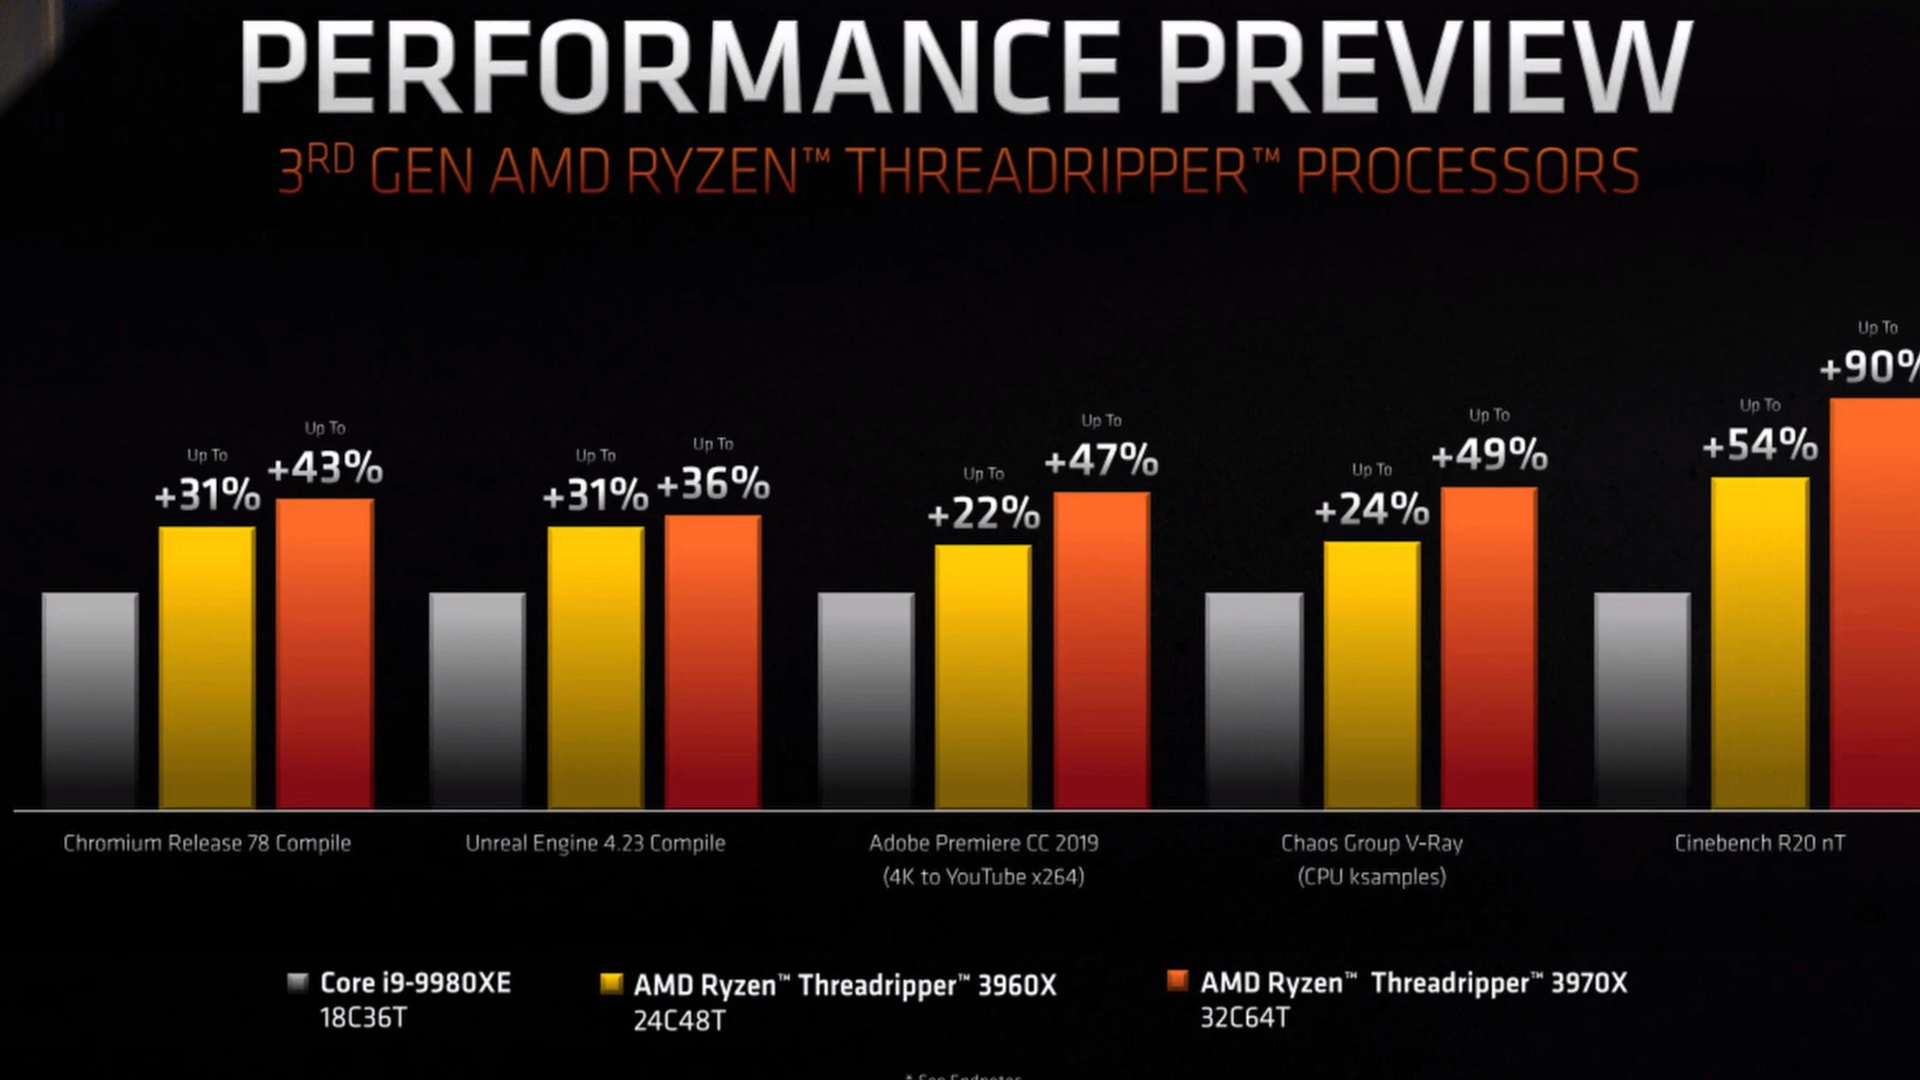 PERFORMANCE PREVIEW
3RD GEN AMD RYZEN™ THREADRIPPER™ PROCESSORS
Up To
+31%
Up To
+43%
Up To
+31%
Up To
+36%
Up To
+22%
Up To
+47%
Up To
+24%
Up To
+49%
Up To
+54%
Up To
+90%
Chromium Release 78 Compile
Unreal Engine 4.23 Compile
Adobe Premiere CC 2019
(4K to YouTube x264)
Chaos Group V-Ray
(CPU ksamples)
Cinebench R20 nT
Core i9-9980XE
18C36T
AMD Ryzen™ Threadripper™ 3960X
24C48T
AMD Ryzen™ Threadripper™ 3970X
32C64T